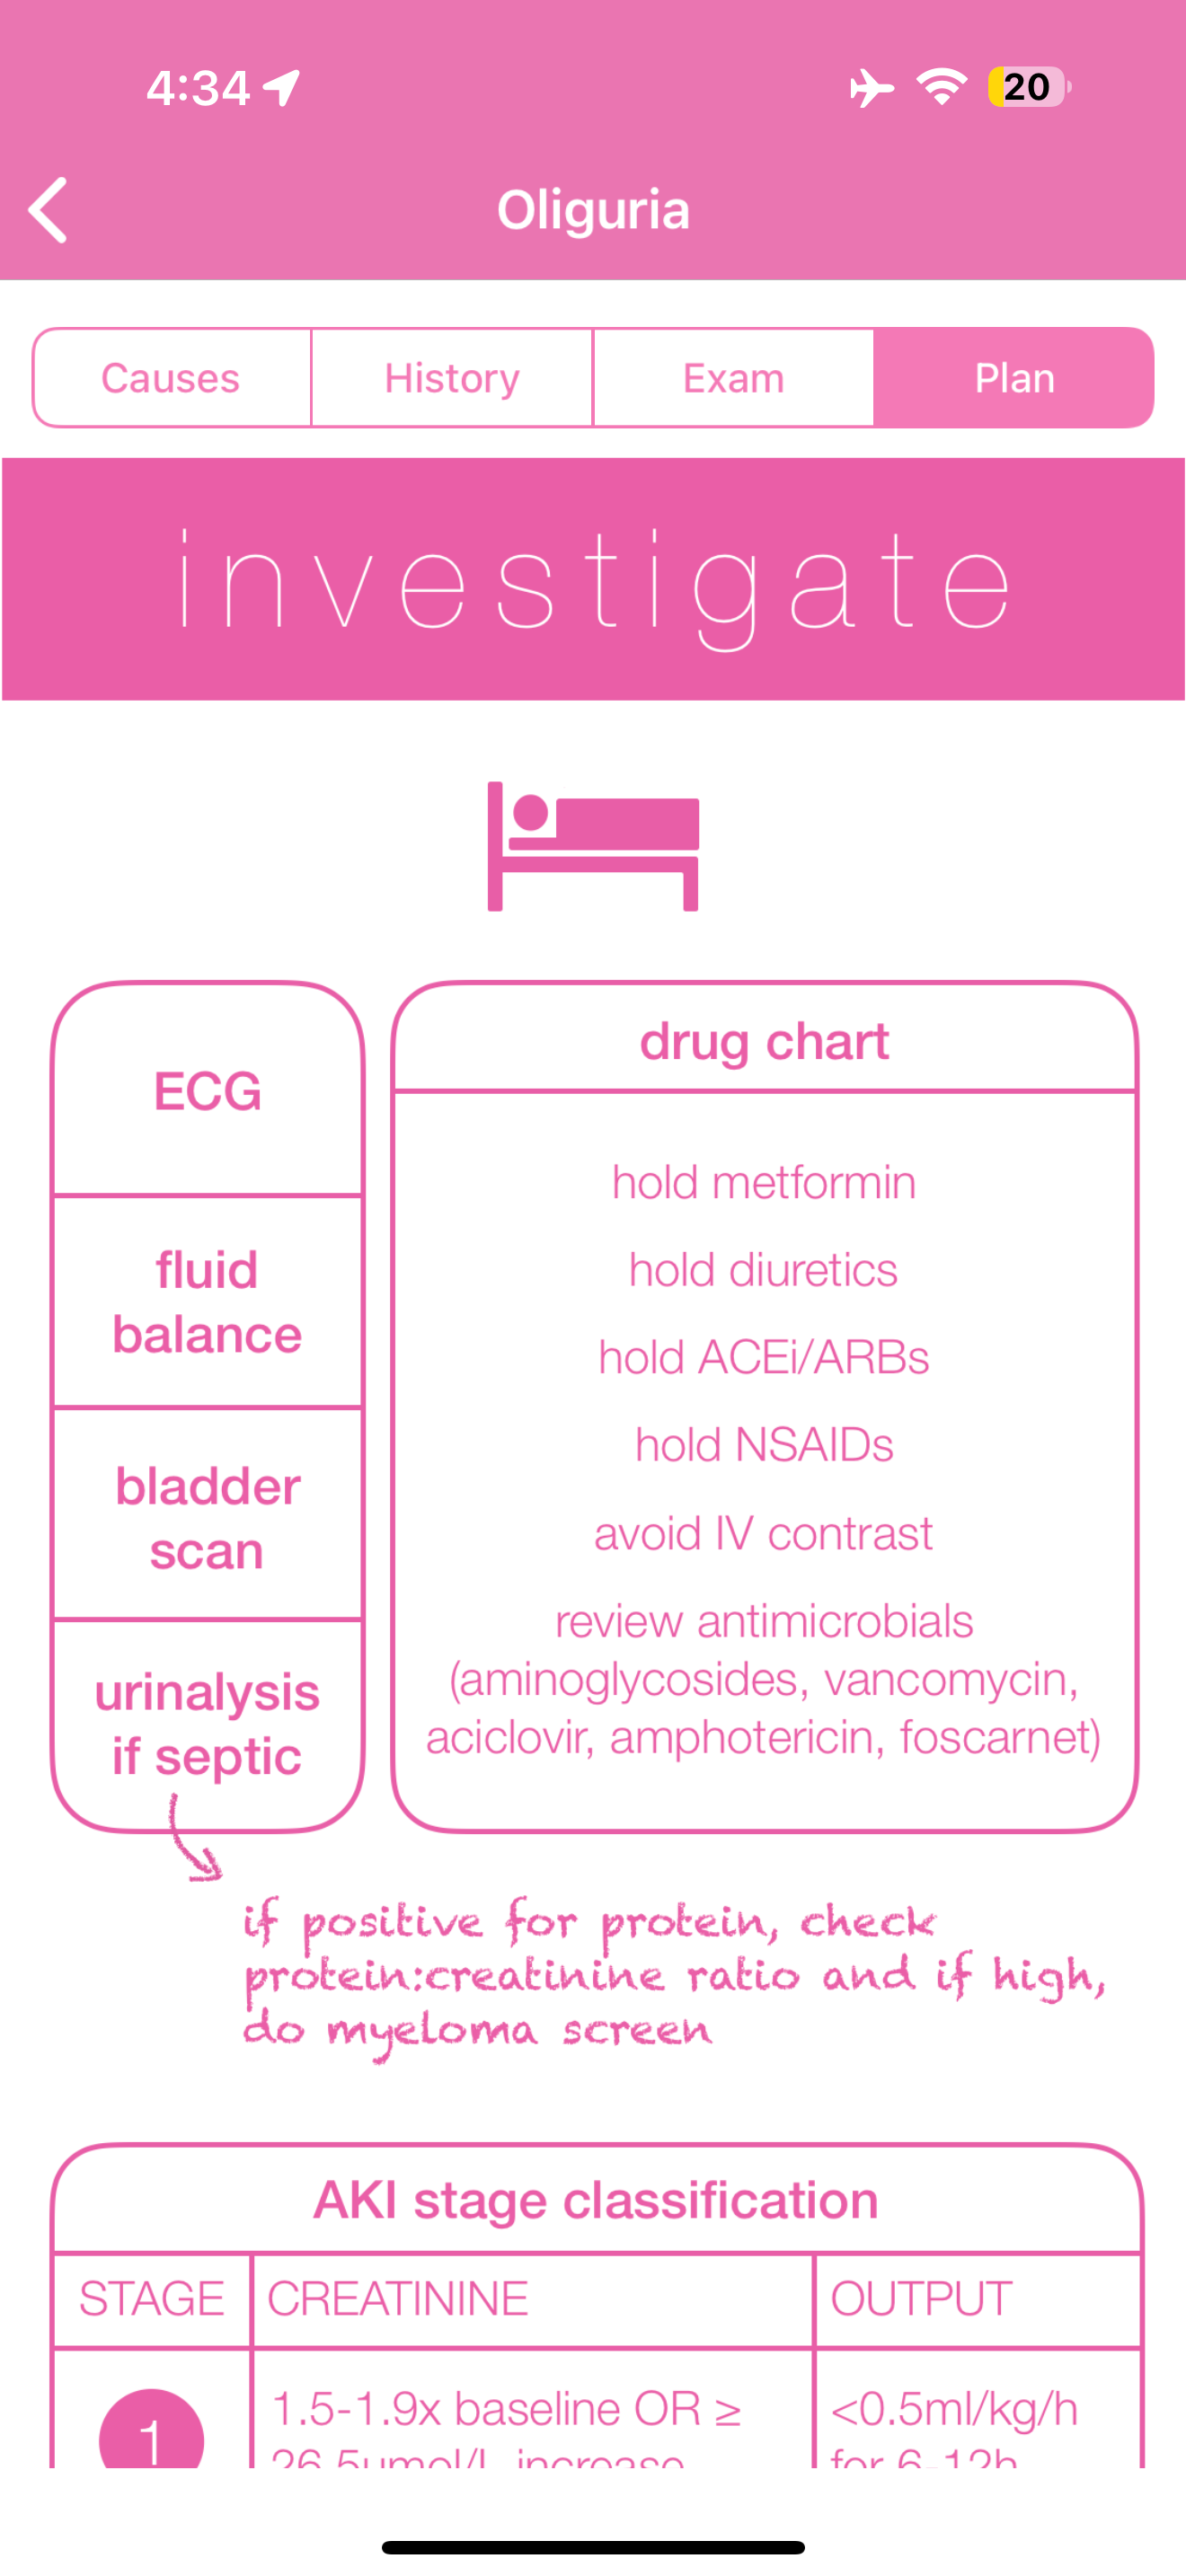 4:34
20
Oliguria
Causes
History
Exam
Plan
investigate
ECG
fluid
balance
bladder
scan
urinalysis
if septic
drug chart
hold metformin
hold diuretics
hold ACEi/ARBs
hold NSAIDs
avoid IV contrast
review antimicrobials
(aminoglycosides, vancomycin,
aciclovir, amphotericin, foscarnet)
if positive for protein, check
protein:creatinine ratio and if high,
do myeloma screen
AKI stage classification
STAGE
CREATININE
OUTPUT
1
1.5-1.9x baseline OR ≥
26.5umol/L increase
<0.5ml/kg/h
for 6-12h